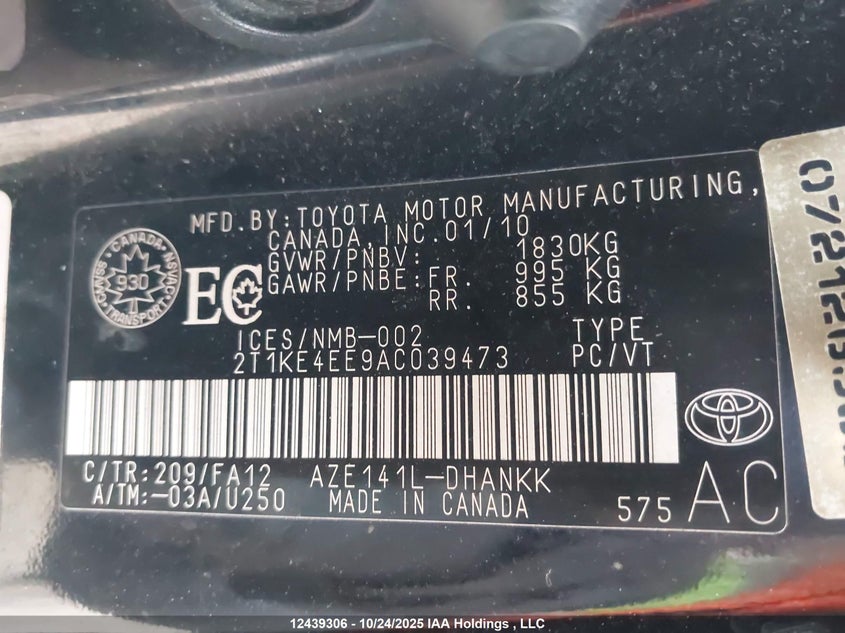 MFD.BY:TOYOTA MOTOR MANUFACTURING,
CANADA,INC.01/10
GVWR/PNBV: 1830KG
GAWR/PNBE:FR. 995 KG
RR. 855 KG
CANADA
930
TRANSPORT
EC
ICES/NMB-002 TYPE
2T1KE4EE9AC039473 PC/VT
C/TR:209/FA12 AZE141L-DHANKK
A/TM:-03A/U250 MADE IN CANADA
575 AC
12439306 - 10/24/2025 IAA Holdings , LLC